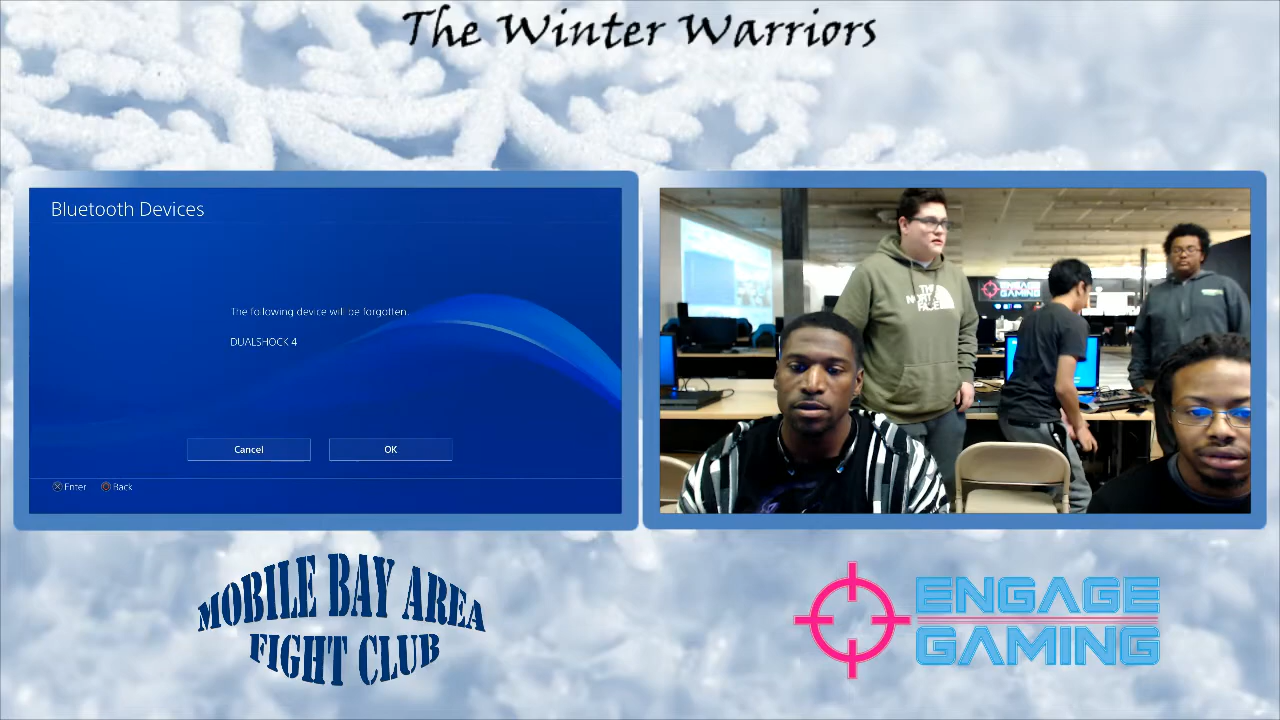 The Winter Warriors
Bluetooth Devices
The following device will be forgotten.
DUALSHOCK 4
Cancel
OK
Enter
Back
THE
NORTH
FACE
ENGAGE
GAMING
MOBILE BAY AREA
FIGHT CLUB
ENGAGE
GAMING